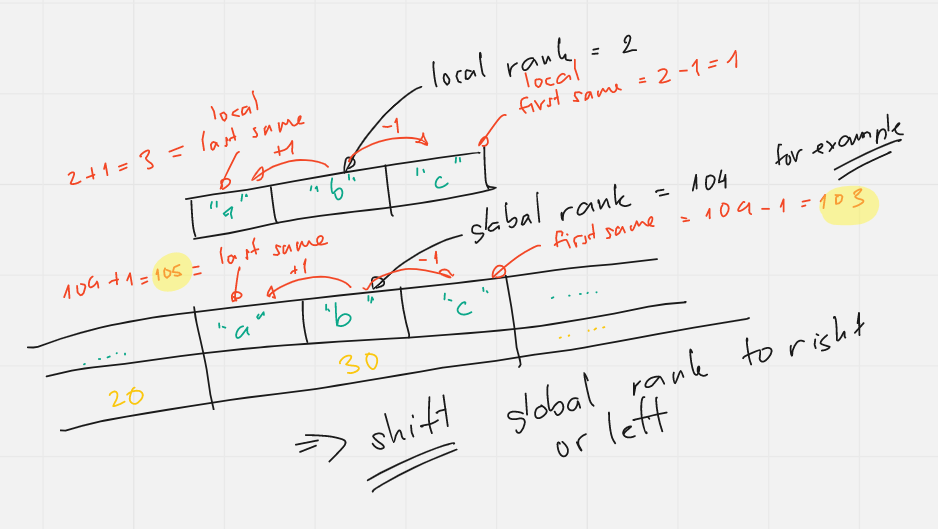 local rank = 2
local
first same = 2-1=1
local
last same
2+1=3 =
+1
-1
for example
"a" "b" "c"
global rank = 104
first same = 104-1=103
last same
104+1=105=
+1
-1
..... "a" "b" "c" .....
20 30 .....
=> shift global rank to right
or left